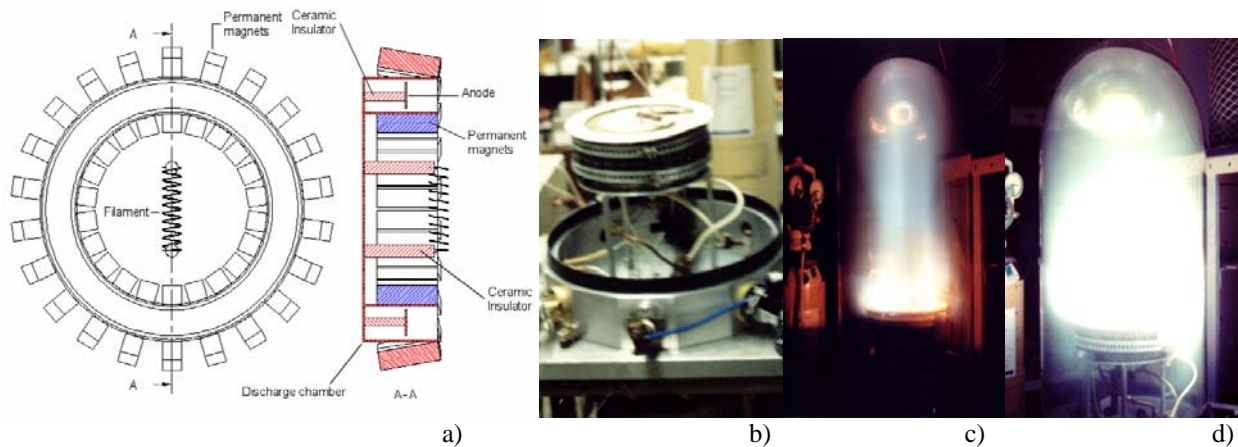 A
Permanent
magnets
Ceramic
Insulator
Anode
Permanent
magnets
Filament
Ceramic
Insulator
Discharge chamber
A
A-A
a)
b)
c)
d)